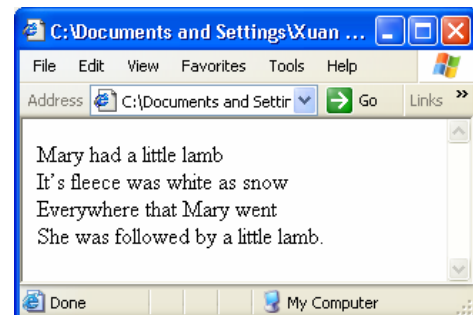 C:\Documents and Settings\Xuan ...
File Edit View Favorites Tools Help
Address C:\Documents and Settir Go Links »
Mary had a little lamb
It's fleece was white as snow
Everywhere that Mary went
She was followed by a little lamb.
Done My Computer